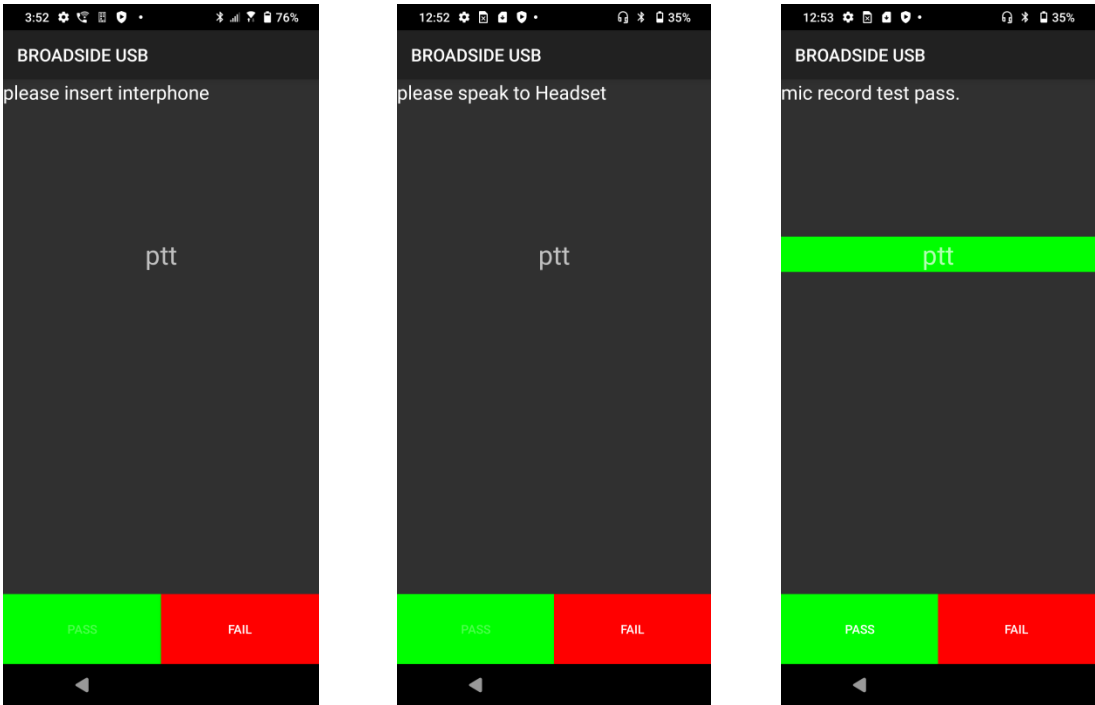 3:52
76%
BROADSIDE USB
please insert interphone
ptt
PASS
FAIL
12:52
35%
BROADSIDE USB
please speak to Headset
ptt
PASS
FAIL
12:53
35%
BROADSIDE USB
mic record test pass.
ptt
PASS
FAIL